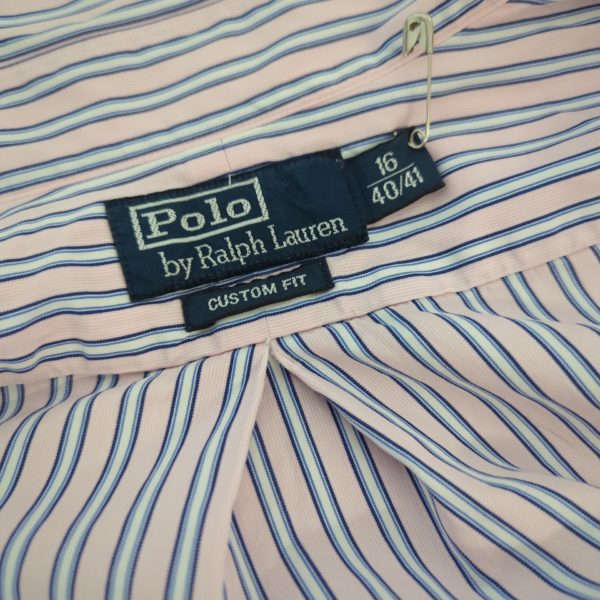 Polo
by Ralph Lauren
CUSTOM FIT
16
40/41